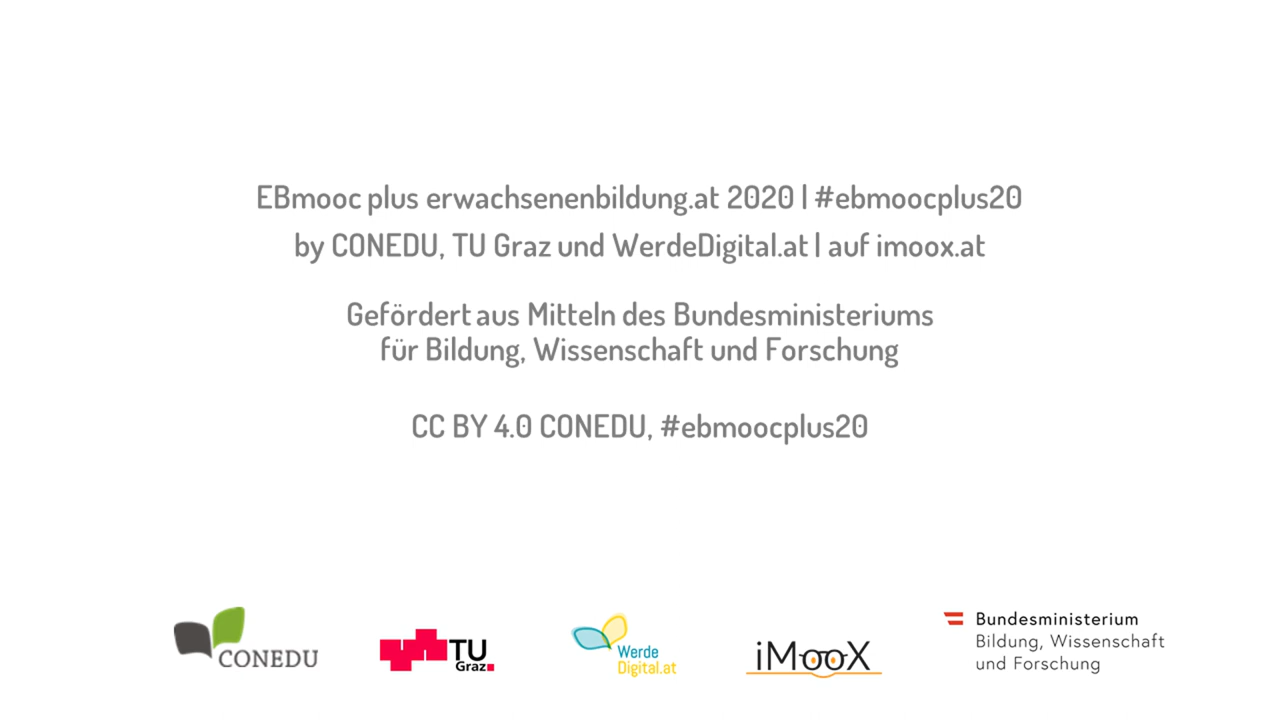 EBmooc plus erwachsenenbildung.at 2020 | #ebmoocplus20
by CONEDU, TU Graz und WerdeDigital.at | auf imoox.at
Gefördert aus Mitteln des Bundesministeriums
für Bildung, Wissenschaft und Forschung
CC BY 4.0 CONEDU, #ebmoocplus20
CONEDU
TU
Graz
Werde
Digital.at
iMooX
Bundesministerium
Bildung, Wissenschaft
und Forschung